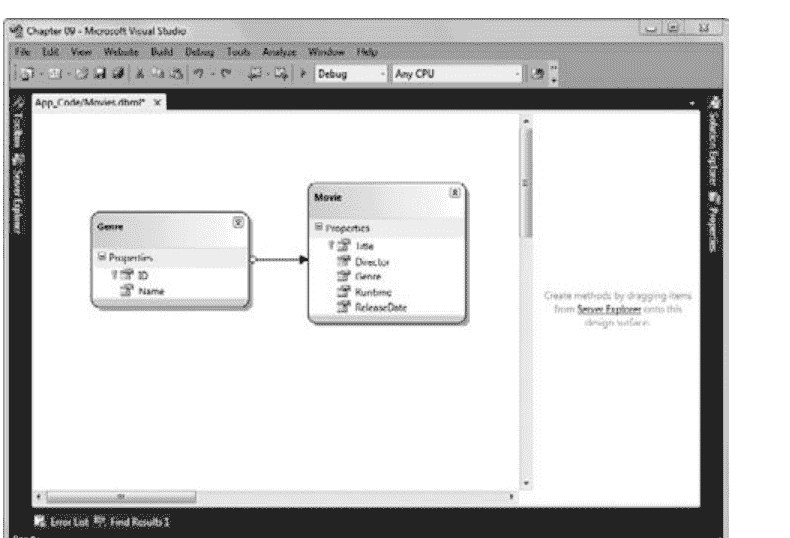 Chapter 09 - Microsoft Visual Studio
File Edit View Website Build Debug Tools Analyze Window Help
Debug Any CPU
App_Code/Movies.dbml* x
Toolbox
Server Explorer
Genre
Properties
ID
Name
Movie
Properties
Title
Director
Genre
Runtime
ReleaseDate
Create methods by dragging items
from Server Explorer onto this
design surface.
Solution Explorer
Properties
Error List Find Results 1